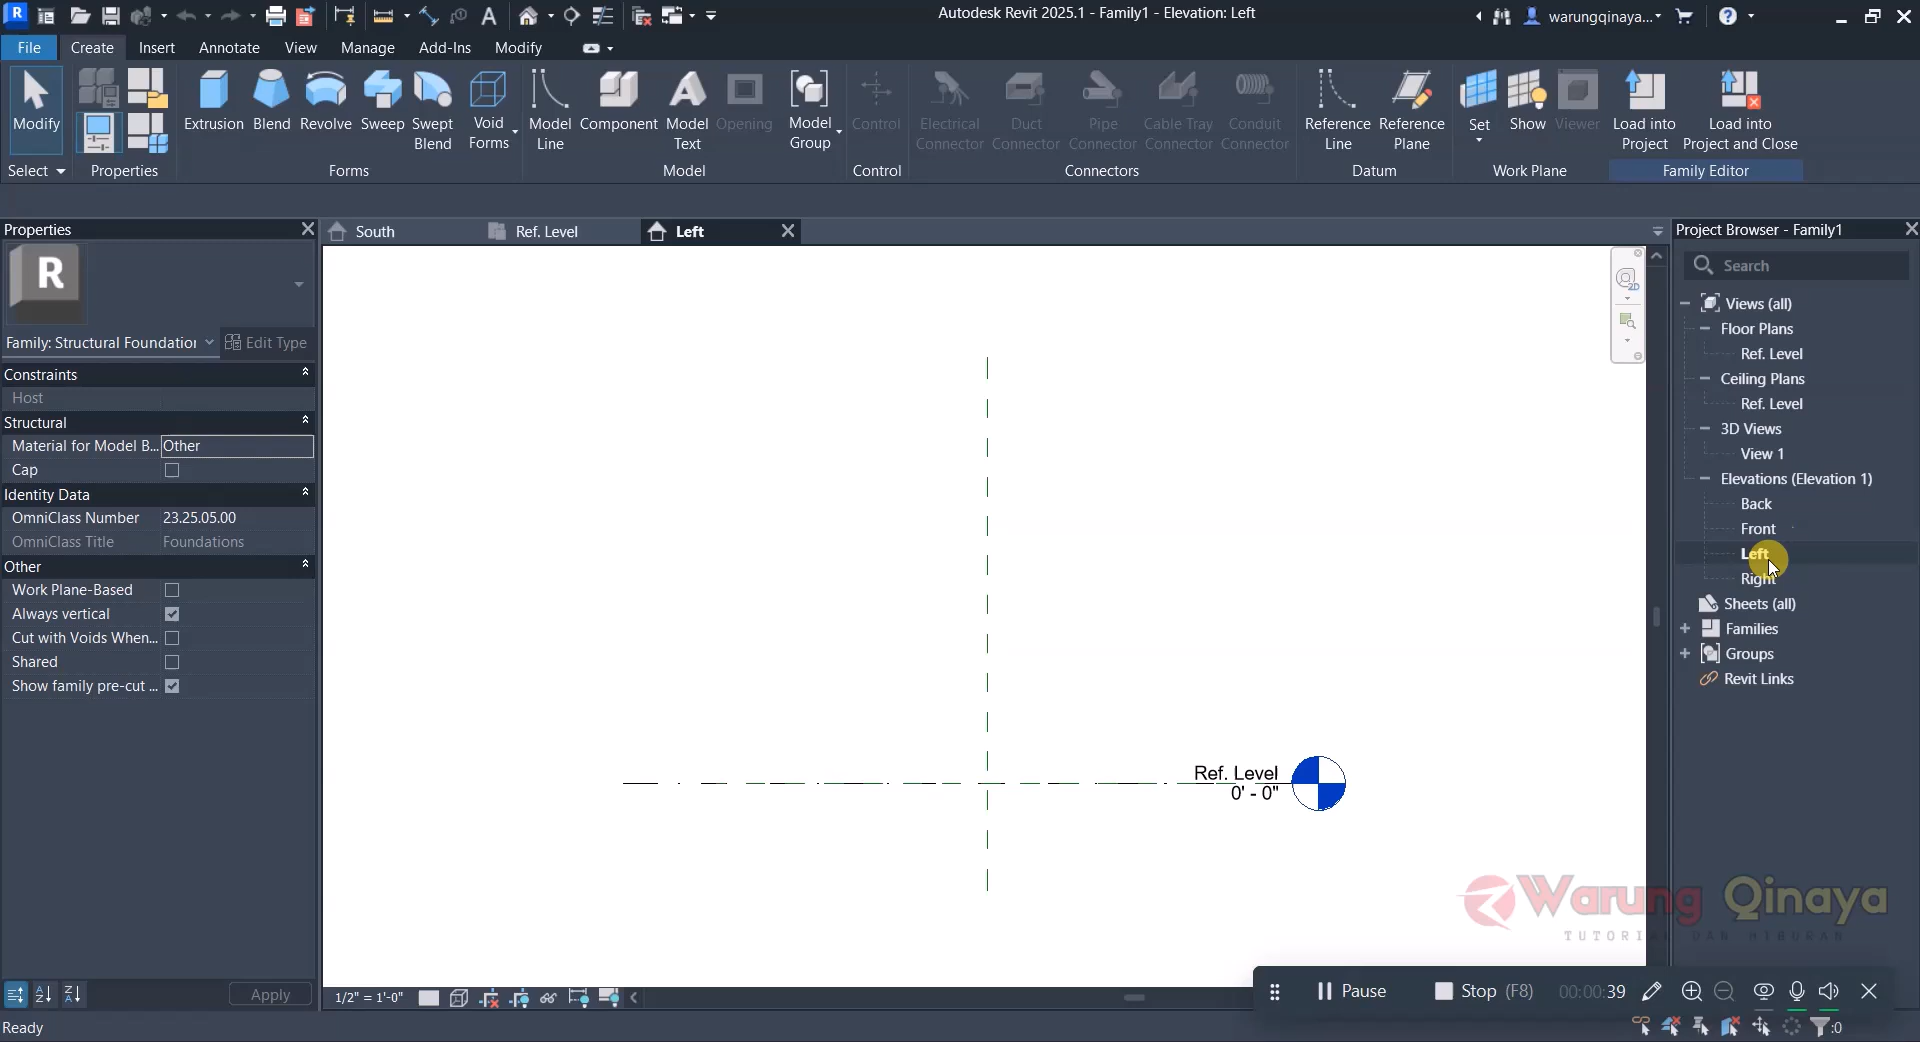 Autodesk Revit 2025.1 - Family1 - Elevation: Left
warungqinaya...
File Create Insert Annotate View Manage Add-Ins Modify
Modify
Extrusion Blend Revolve Sweep Swept Blend Void Forms
Model Line Component Model Text Opening Model Group
Control
Electrical Connector Duct Connector Pipe Connector Cable Tray Connector Conduit Connector
Reference Line Reference Plane
Set Show Viewer
Load into Project Load into Project and Close
Select Properties Forms Model Control Connectors Datum Work Plane Family Editor
Properties
R
Family: Structural Foundation
Edit Type
Constraints
Host
Structural
Material for Model B... Other
Cap
Identity Data
OmniClass Number 23.25.05.00
OmniClass Title Foundations
Other
Work Plane-Based
Always vertical
Cut with Voids When...
Shared
Show family pre-cut ...
Apply
Ready
South Ref. Level Left
Ref. Level
0' - 0"
1/2" = 1'-0"
Project Browser - Family1
Search
Views (all)
Floor Plans
Ref. Level
Ceiling Plans
Ref. Level
3D Views
View 1
Elevations (Elevation 1)
Back
Front
Left
Right
Sheets (all)
Families
Groups
Revit Links
Warung Qinaya
TUTORIAL DAN HIBURAN
Pause Stop (F8) 00:00:39
:0